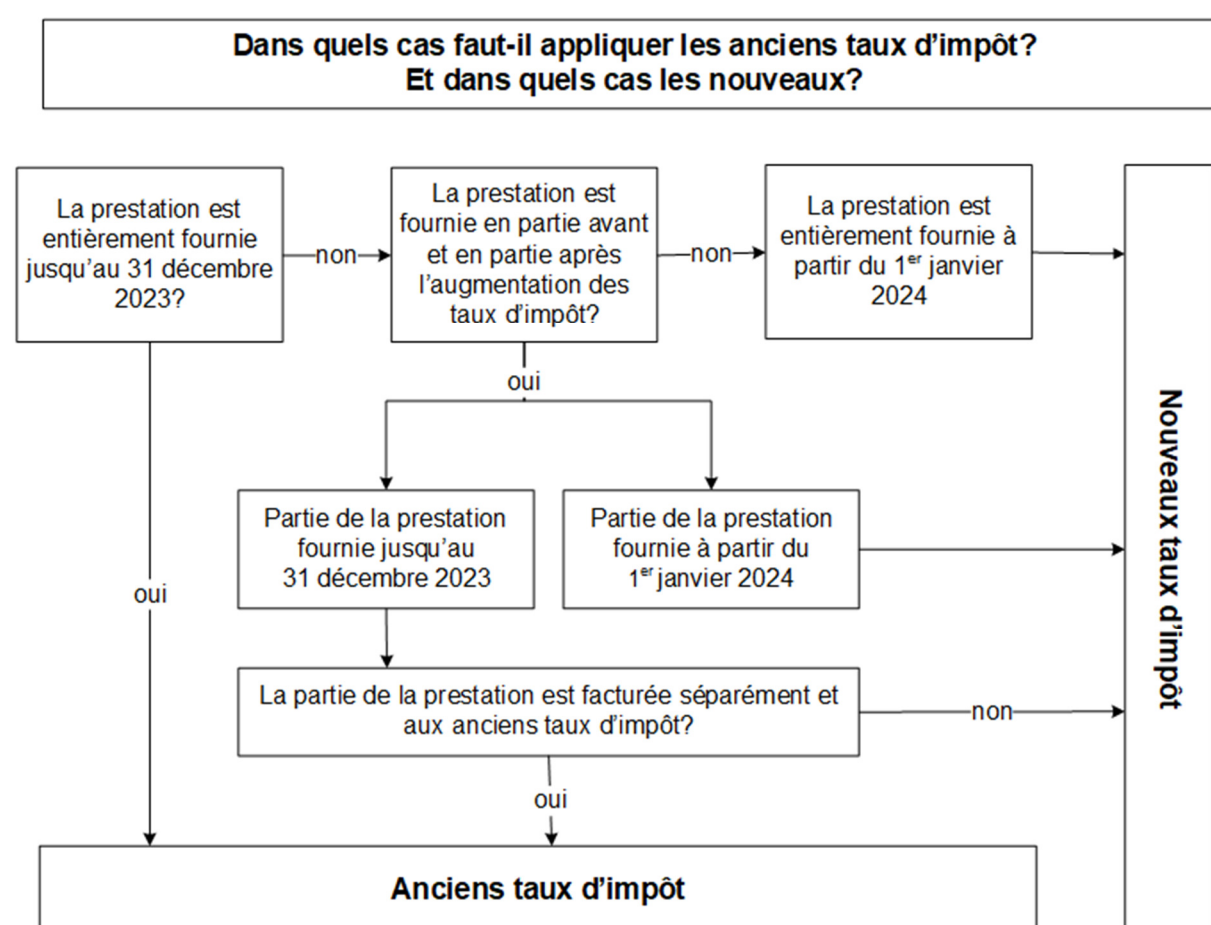 Dans quels cas faut-il appliquer les anciens taux d’impôt?
Et dans quels cas les nouveaux?
La prestation est
entièrement fournie
jusqu’au 31 décembre
2023?
non
La prestation est
fournie en partie avant
et en partie après
l’augmentation des
taux d’impôt?
non
La prestation est
entièrement fournie à
partir du 1er janvier
2024
oui
Partie de la prestation
fournie jusqu’au
31 décembre 2023
Partie de la prestation
fournie à partir du
1er janvier 2024
oui
La partie de la prestation est facturée séparément et
aux anciens taux d’impôt?
non
oui
Anciens taux d’impôt
Nouveaux taux d’impôt